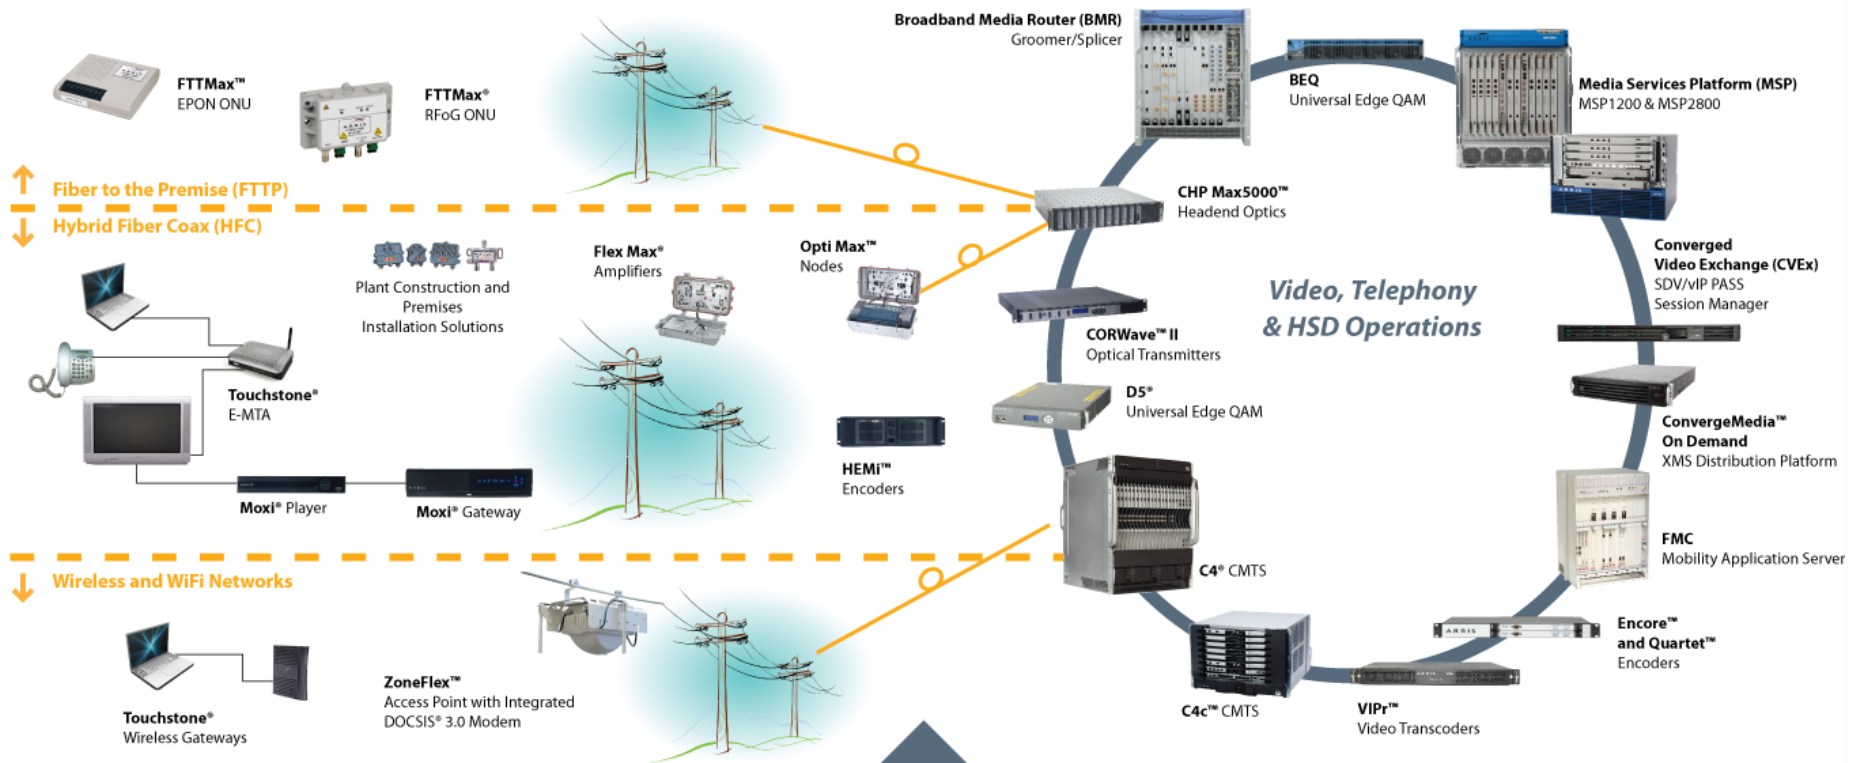 Broadband Media Router (BMR)
Groomer/Splicer
BEQ
Universal Edge QAM
Media Services Platform (MSP)
MSP1200 & MSP2800
FTTMax™
EPON ONU
FTTMax®
RFoG ONU
Fiber to the Premise (FTTP)
Hybrid Fiber Coax (HFC)
CHP Max5000™
Headend Optics
Plant Construction and
Premises
Installation Solutions
Flex Max®
Amplifiers
Opti Max™
Nodes
Converged
Video Exchange (CVEx)
SDV/vIP PASS
Session Manager
Video, Telephony
& HSD Operations
CORWave™ II
Optical Transmitters
Touchstone®
E-MTA
D5®
Universal Edge QAM
ConvergeMedia™
On Demand
XMS Distribution Platform
HEMi™
Encoders
Moxi® Player
Moxi® Gateway
FMC
Mobility Application Server
C4® CMTS
Wireless and WiFi Networks
ARRIS
Encore™
and Quartet™
Encoders
ZoneFlex™
Access Point with Integrated
DOCSIS® 3.0 Modem
Touchstone®
Wireless Gateways
C4c™ CMTS
VIPr™
Video Transcoders